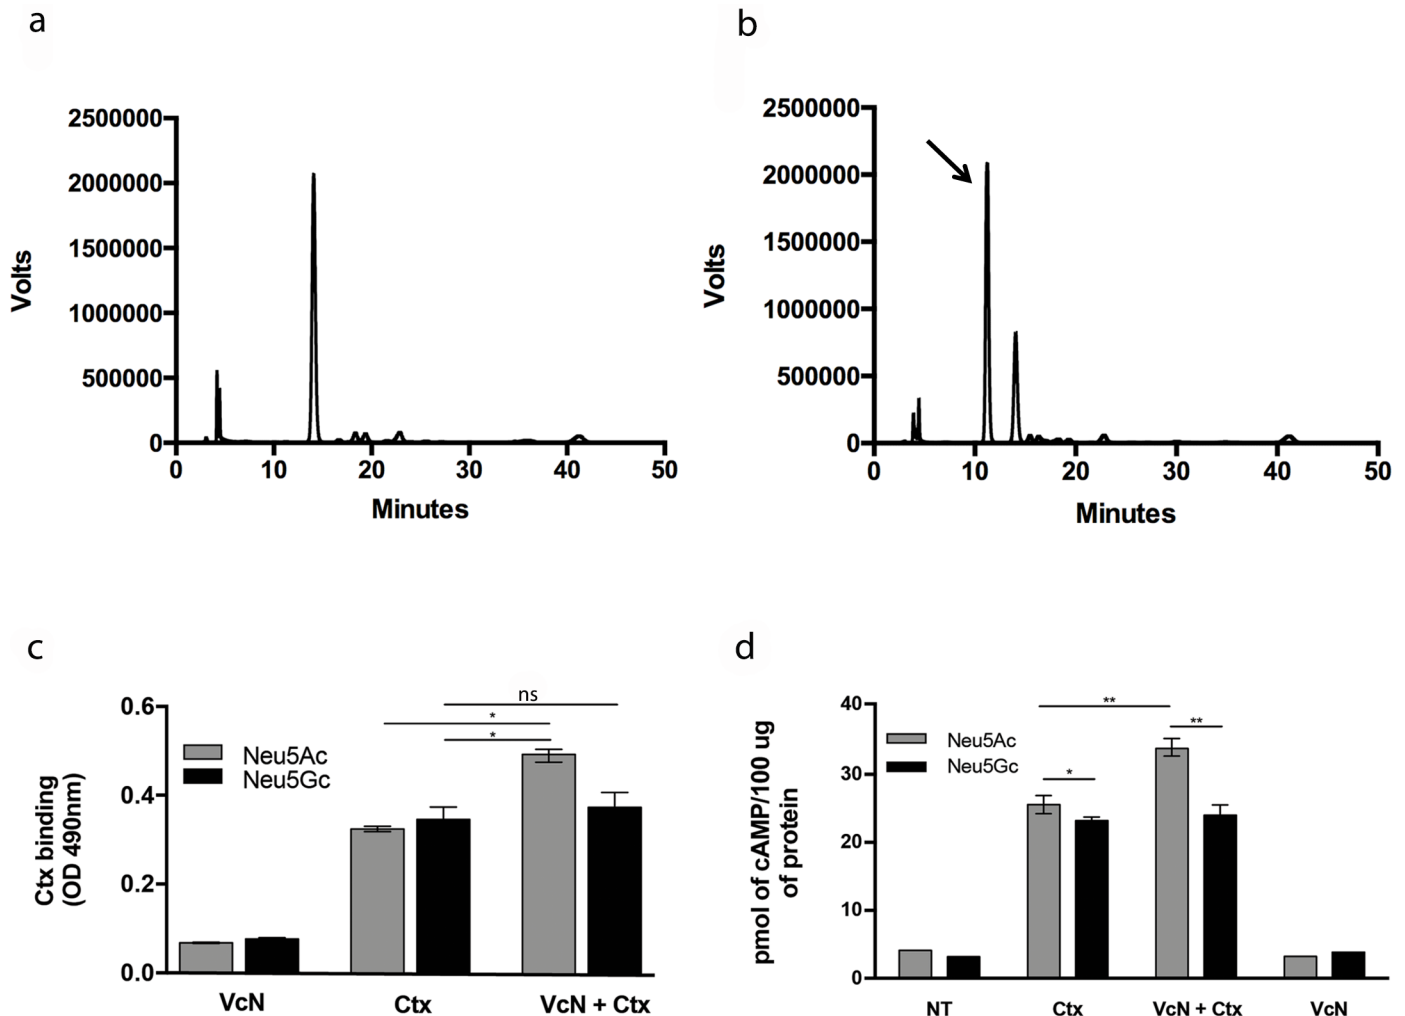 a
2500000
2000000
1500000
1000000
500000
0
Volts
0 10 20 30 40 50
Minutes
b
2500000
2000000
1500000
1000000
500000
0
Volts
0 10 20 30 40 50
Minutes
c
0.6
0.4
0.2
0.0
Ctx binding
(OD 490nm)
Neu5Ac
Neu5Gc
ns
*
*
VcN Ctx VcN + Ctx
d
40
30
20
10
0
pmol of cAMP/100 ug
of protein
Neu5Ac
Neu5Gc
**
**
*
NT Ctx VcN + Ctx VcN